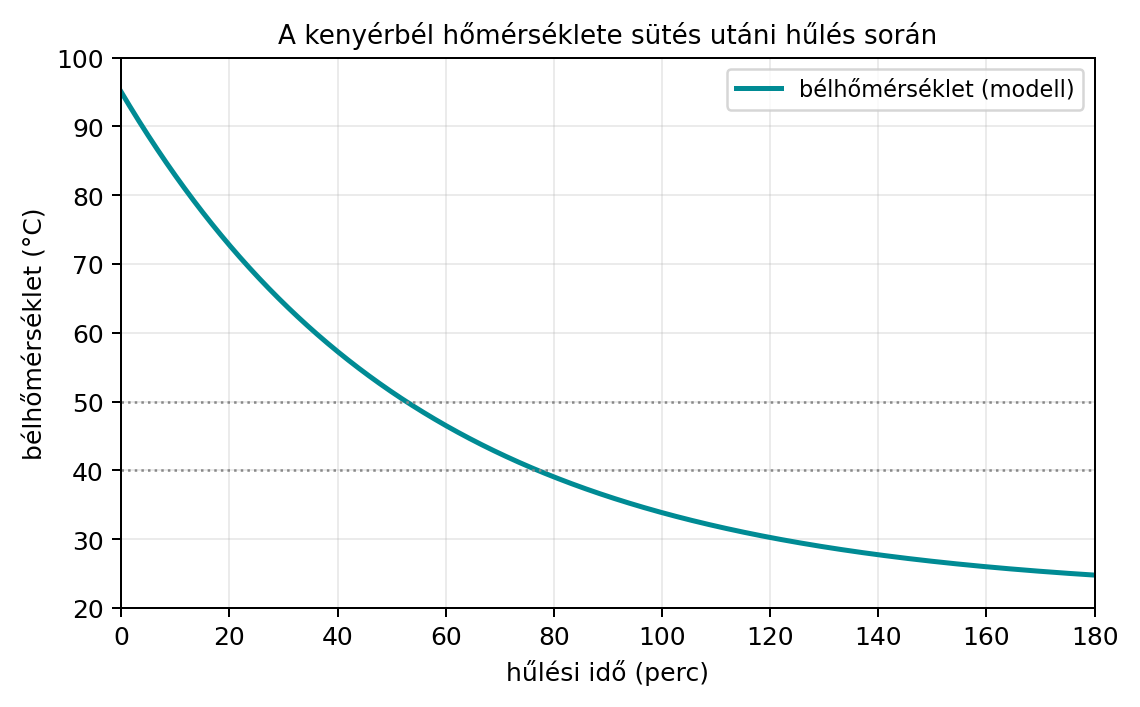 A kenyérbél hőmérséklete sütés utáni hűlés során
bélhőmérséklet (modell)
bélhőmérséklet (°C)
100
90
80
70
60
50
40
30
20
0 20 40 60 80 100 120 140 160 180
hűlési idő (perc)